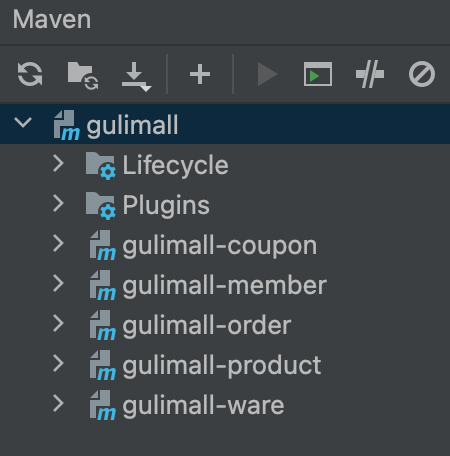 Maven
gulimall
Lifecycle
Plugins
gulimall-coupon
gulimall-member
gulimall-order
gulimall-product
gulimall-ware